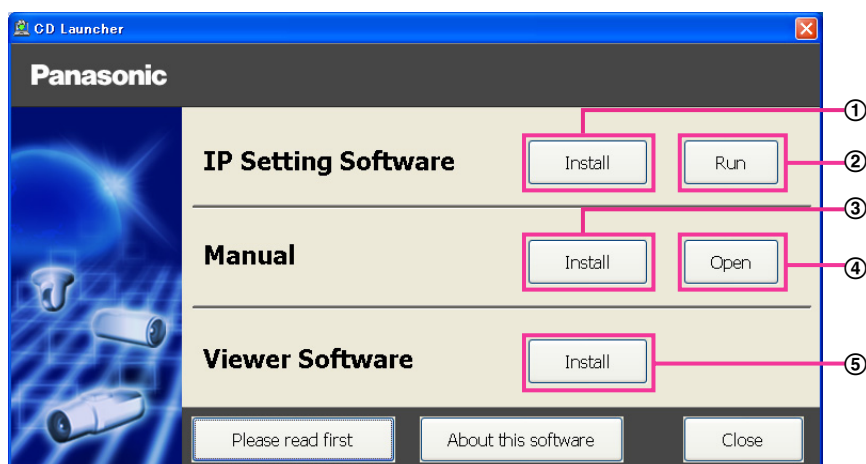 CD Launcher
Panasonic
①
IP Setting Software Install Run ②
③
Manual Install Open ④
Viewer Software Install ⑤
Please read first About this software Close